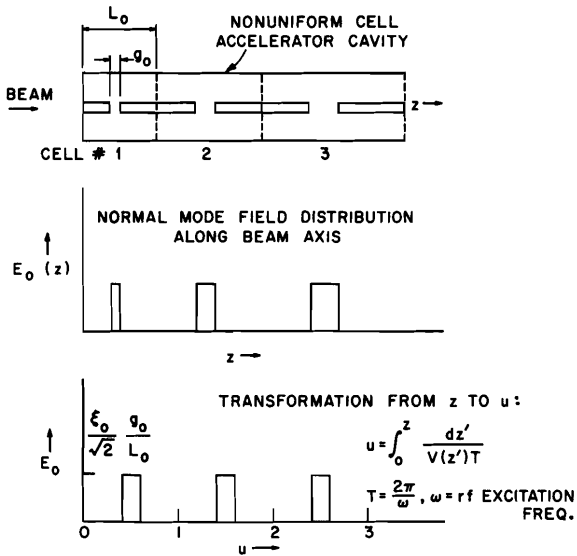 L₀
NONUNIFORM CELL
ACCELERATOR CAVITY
g₀
BEAM
z
CELL # 1 2 3
NORMAL MODE FIELD DISTRIBUTION
ALONG BEAM AXIS
E₀ (z)
z
TRANSFORMATION FROM z TO u:
ξ₀/√2 g₀/L₀
u = ∫₀ᶻ dz'/V(z')T
E₀
T = 2π/ω, ω = rf EXCITATION
FREQ.
0 1 2 3
u